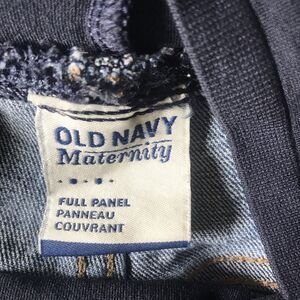 OLD NAVY
Maternity
FULL PANEL
PANNEAU
COUVRANT